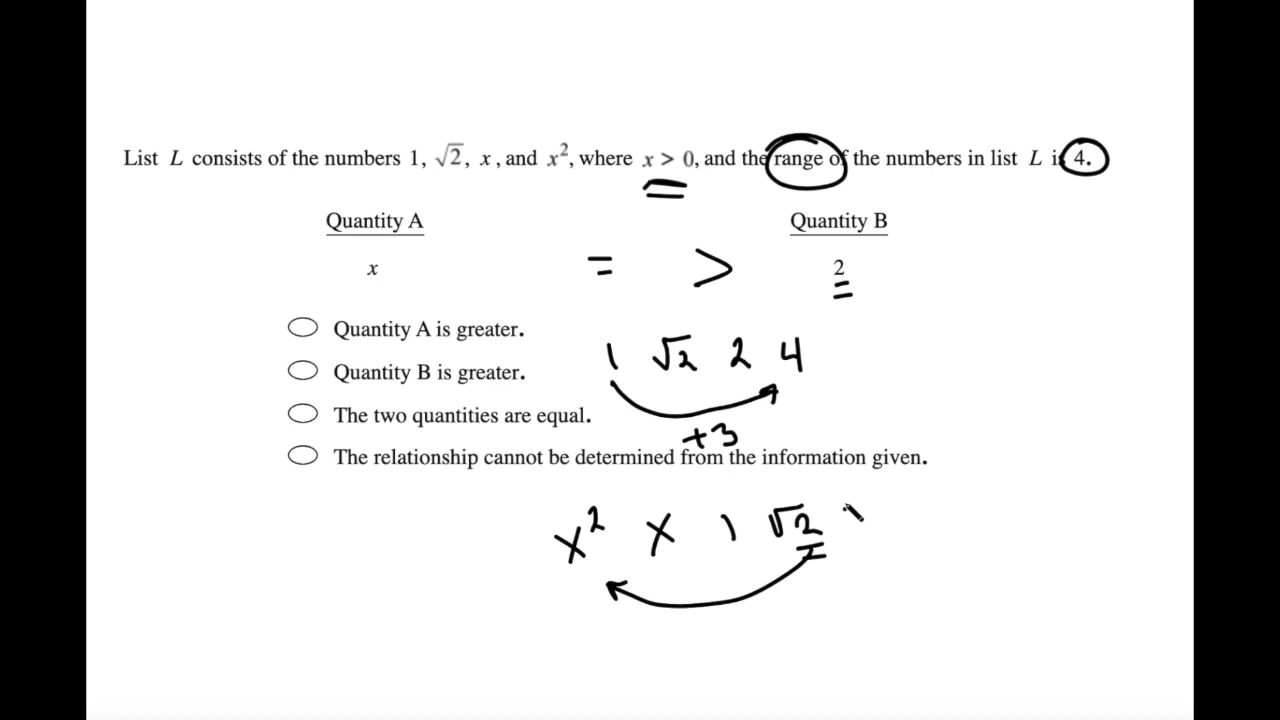 List L consists of the numbers 1, √2, x, and x², where x > 0, and the range of the numbers in list L is 4.
Quantity A Quantity B
x = > 2
Quantity A is greater.
Quantity B is greater.
The two quantities are equal.
The relationship cannot be determined from the information given.
1 √2 2 4
+3
x² x 1 √2